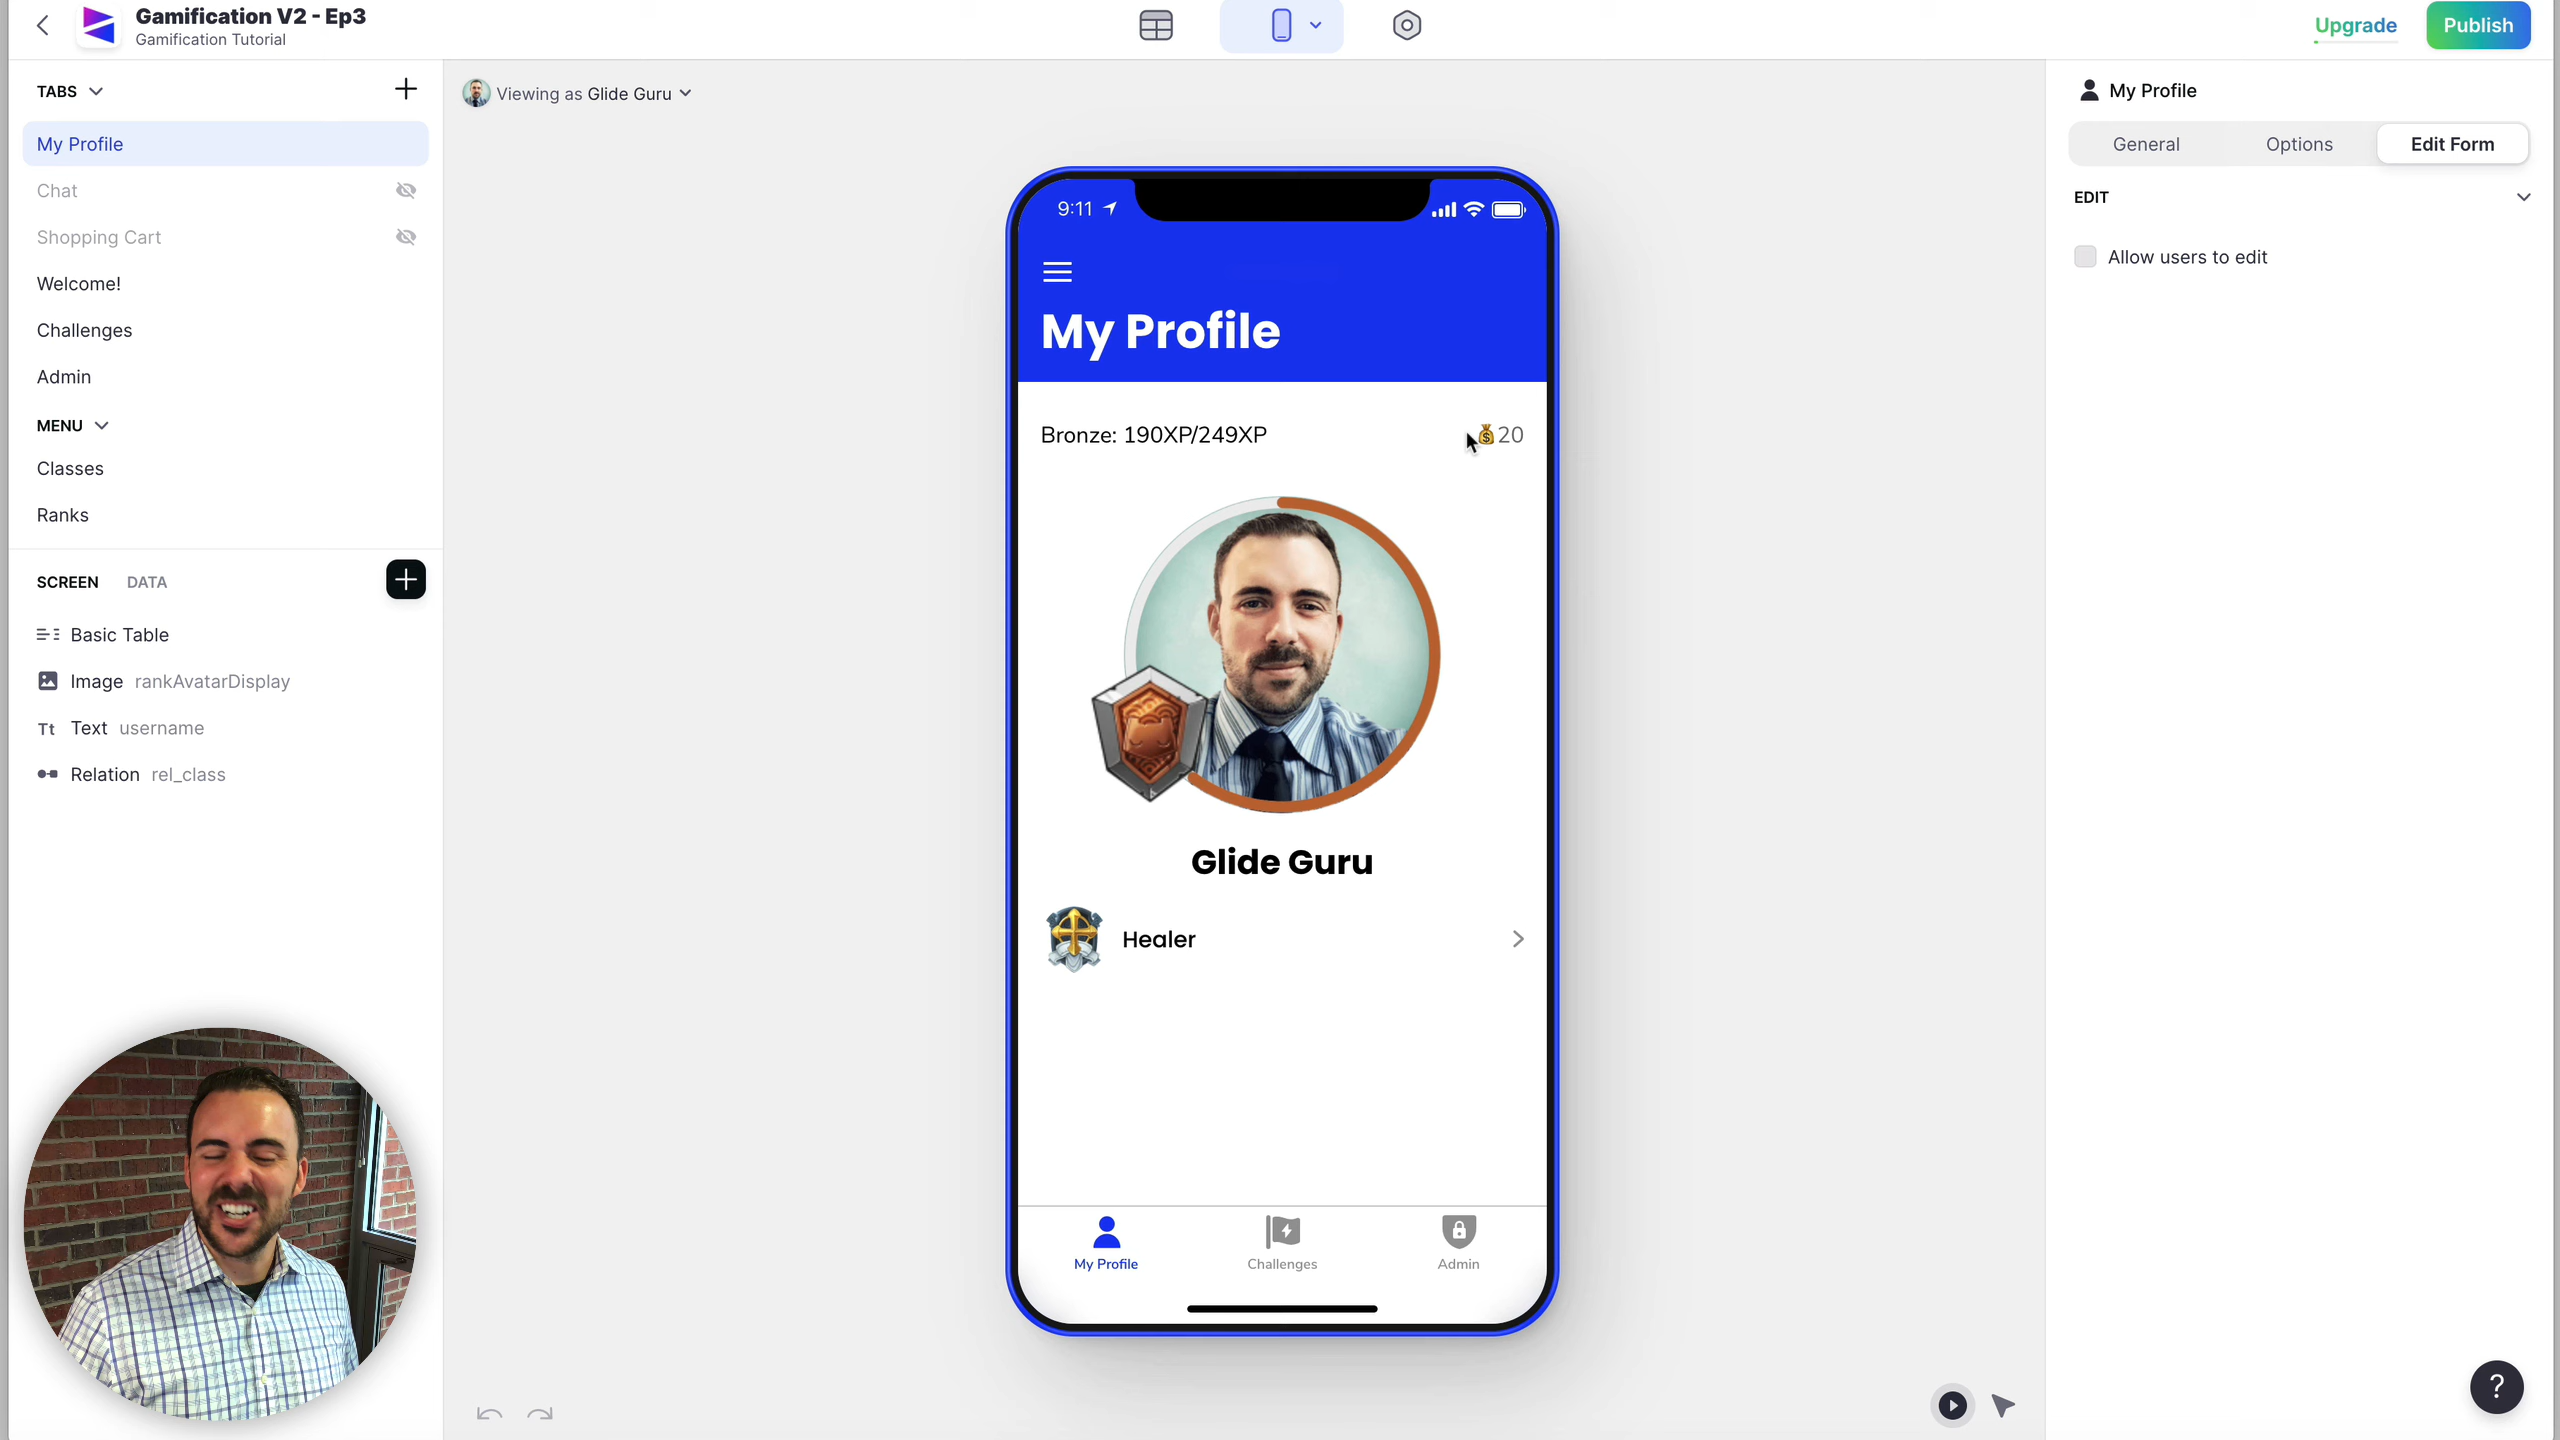 Gamification V2 - Ep3
Gamification Tutorial
Upgrade
Publish
TABS
My Profile
Chat
Shopping Cart
Welcome!
Challenges
Admin
MENU
Classes
Ranks
SCREEN DATA
Basic Table
Image rankAvatarDisplay
Tt Text username
Relation rel_class
Viewing as Glide Guru
9:11
My Profile
Bronze: 190XP/249XP
20
Glide Guru
Healer
My Profile
Challenges
Admin
My Profile
General
Options
Edit Form
EDIT
Allow users to edit
?